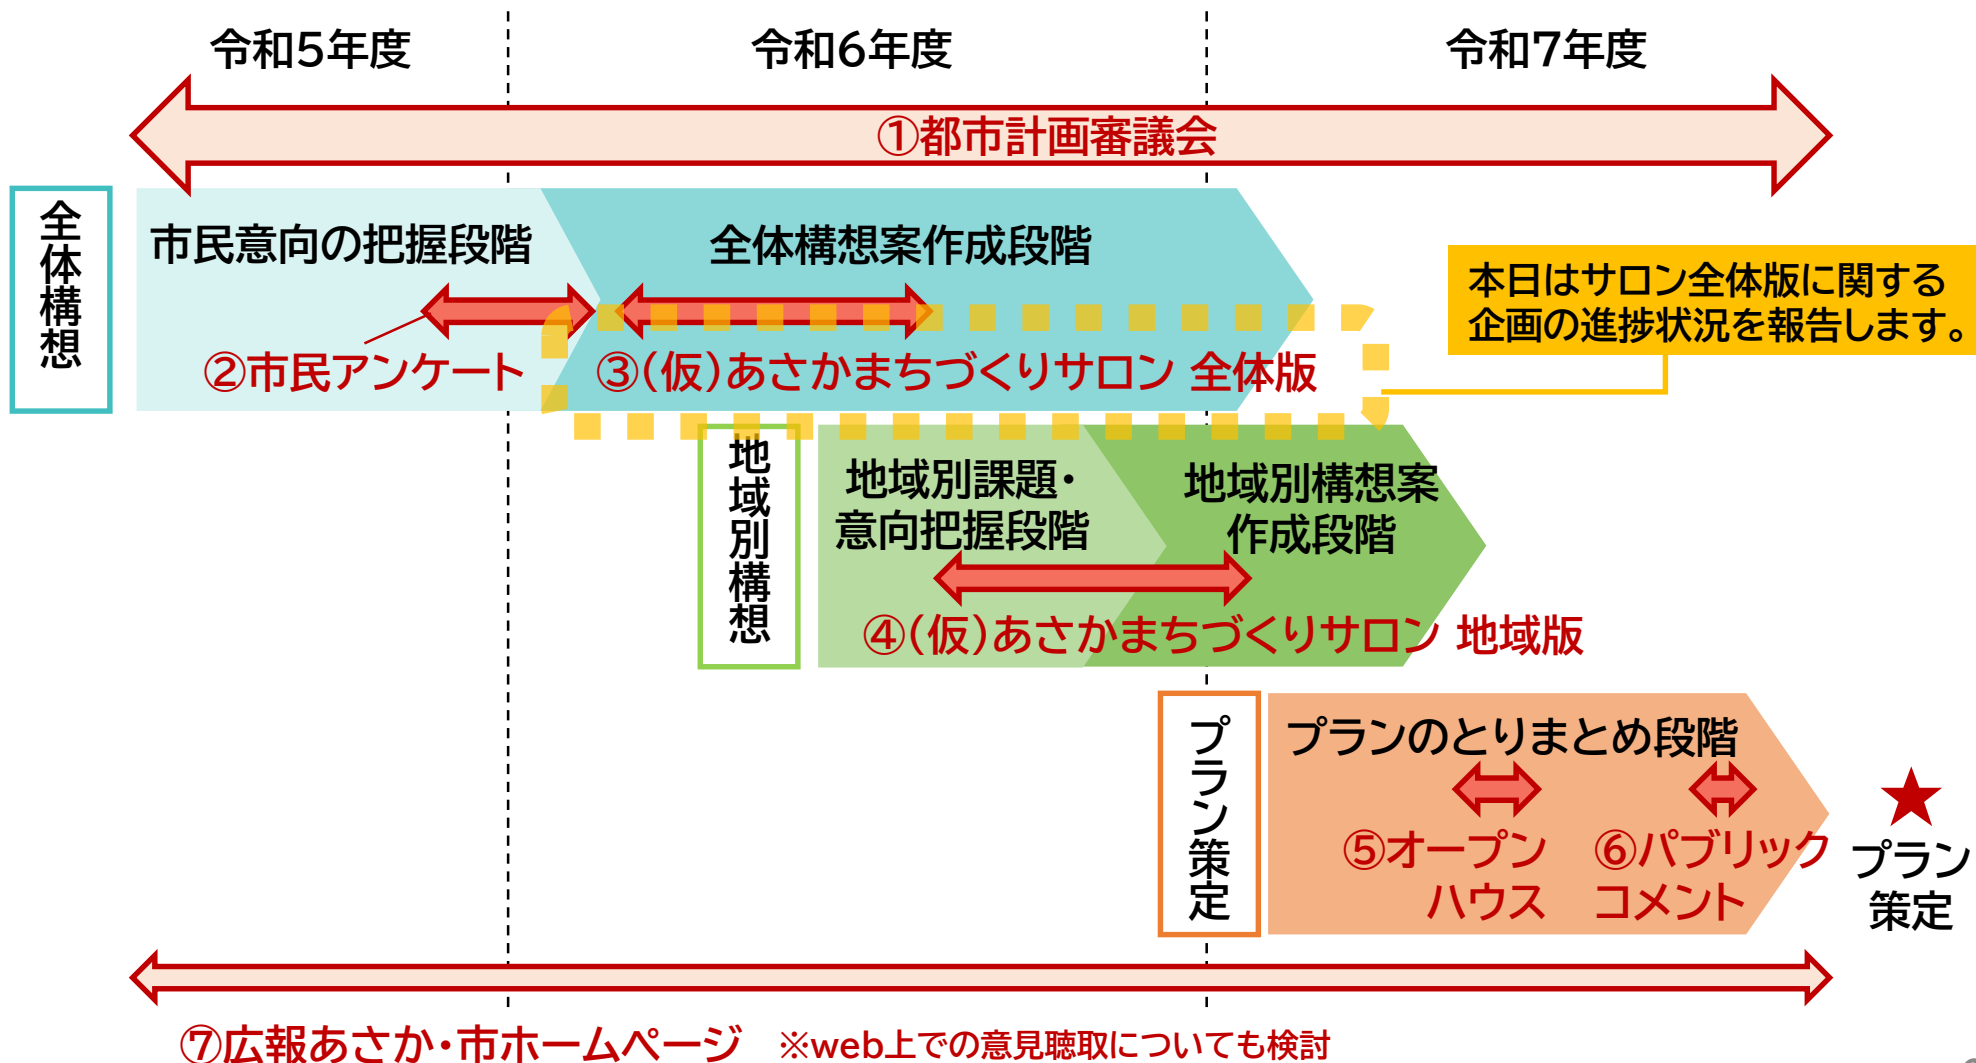 令和5年度
令和6年度
令和7年度
①都市計画審議会
全体構想
市民意向の把握段階
全体構想案作成段階
本日はサロン全体版に関する
企画の進捗状況を報告します。
②市民アンケート
③(仮)あさかまちづくりサロン 全体版
地域別構想
地域別課題・
意向把握段階
地域別構想案
作成段階
④(仮)あさかまちづくりサロン 地域版
プラン策定
プランのとりまとめ段階
⑤オープン
ハウス
⑥パブリック
コメント
プラン
策定
⑦広報あさか・市ホームページ ※web上での意見聴取についても検討